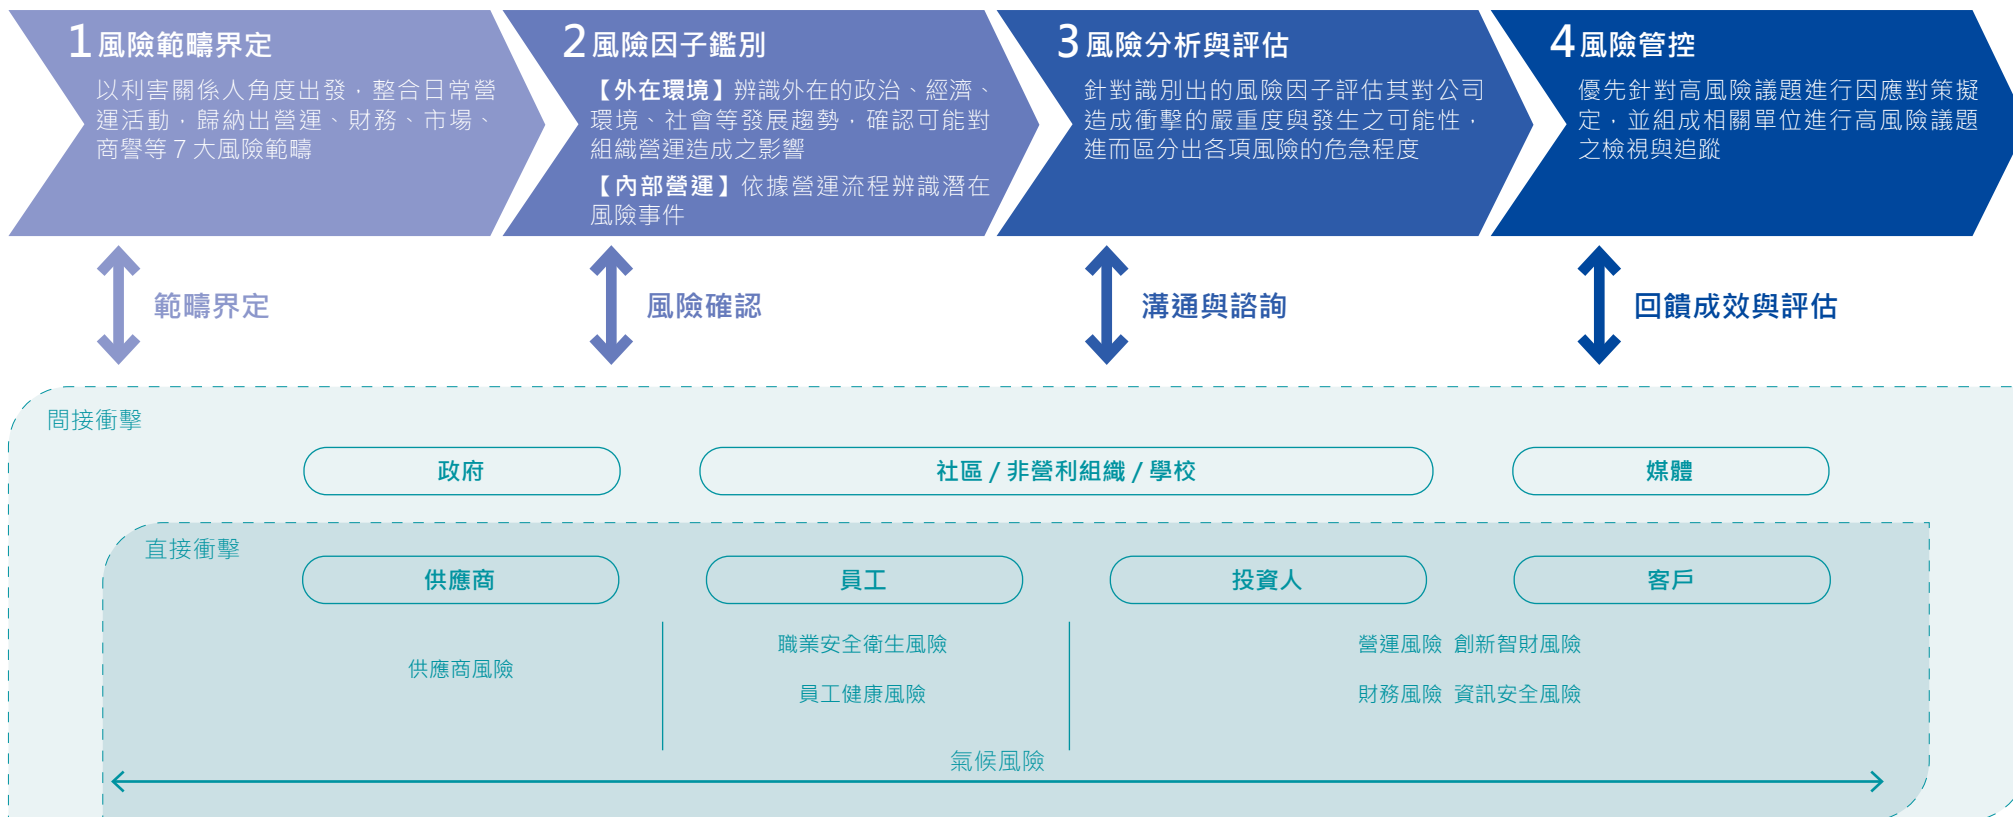 1 風險範疇界定
以利害關係人角度出發，整合日常營
運活動，歸納出營運、財務、市場、
商譽等 7 大風險範疇
2 風險因子鑑別
【外在環境】辨識外在的政治、經濟、
環境、社會等發展趨勢，確認可能對
組織營運造成之影響
【內部營運】依據營運流程辨識潛在
風險事件
3 風險分析與評估
針對識別出的風險因子評估其對公司
造成衝擊的嚴重度與發生之可能性，
進而區分出各項風險的危急程度
4 風險管控
優先針對高風險議題進行因應對策擬
定，並組成相關單位進行高風險議題
之檢視與追蹤
範疇界定
風險確認
溝通與諮詢
回饋成效與評估
間接衝擊
政府
社區 / 非營利組織 / 學校
媒體
直接衝擊
供應商
員工
投資人
客戶
供應商風險
職業安全衛生風險
員工健康風險
營運風險 創新智財風險
財務風險 資訊安全風險
氣候風險